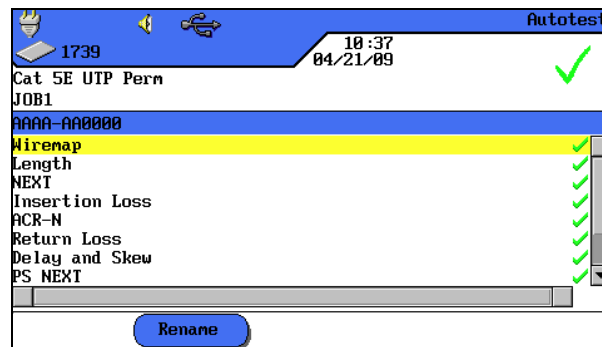 Autotest
1739
10:37
04/21/09
Cat 5E UTP Perm
JOB1
AAAA-AA0000
Wiremap
Length
NEXT
Insertion Loss
ACR-N
Return Loss
Delay and Skew
PS NEXT
Rename